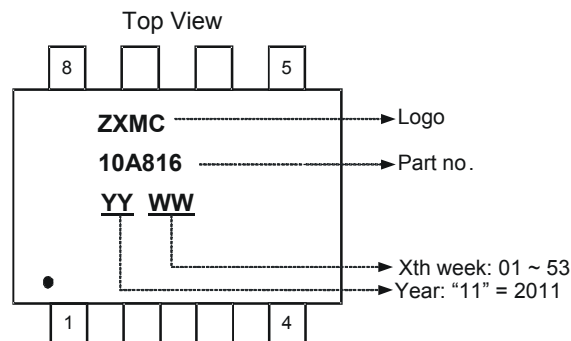 Top View
8 5
ZXMC Logo
10A816 Part no.
YY WW
Xth week: 01 ~ 53
Year: “11” = 2011
1 4